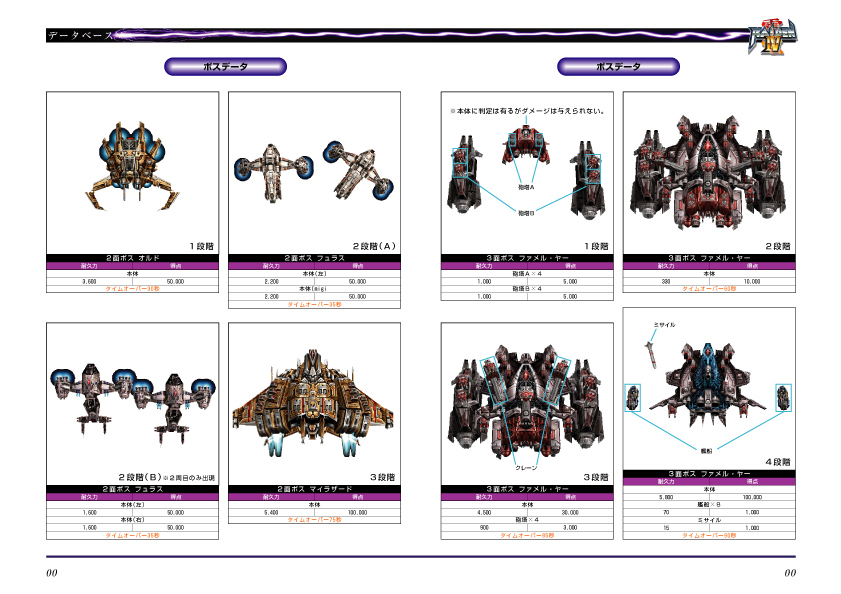 データベース
雷電
RAIDEN
IV
ボスデータ
1段階
2面ボス オルド
耐久力 得点
本体
3.600 50.000
タイムオーバー30秒
2段階(A)
2面ボス フュラス
耐久力 得点
本体(左)
2.200 50.000
本体(migi
2.200 50.000
タイムオーバー35秒
2段階(B)※2周目のみ出現
2面ボス フュラス
耐久力 得点
本体(左)
1.600 50.000
本体(右)
1.600 50.000
タイムオーバー35秒
3段階
2面ボス マイラザード
耐久力 得点
本体
5.400 100.000
タイムオーバー75秒
ボスデータ
※本体に判定は有るがダメージは与えられない。
砲塔A
砲塔B
1段階
3面ボス ファメル・ヤー
耐久力 得点
砲塔A×4
1.000 5.000
砲塔B×4
1.000 5.000
2段階
3面ボス ファメル・ヤー
耐久力 得点
本体
300 10.000
タイムオーバー60秒
クレーン
3段階
3面ボス ファメル・ヤー
耐久力 得点
本体
4.500 30.000
砲塔×4
900 3.000
タイムオーバー95秒
ミサイル
艦船
4段階
3面ボス ファメル・ヤー
耐久力 得点
本体
5.800 100.000
艦船×8
70 1.000
ミサイル
15 1.000
タイムオーバー90秒
00
00